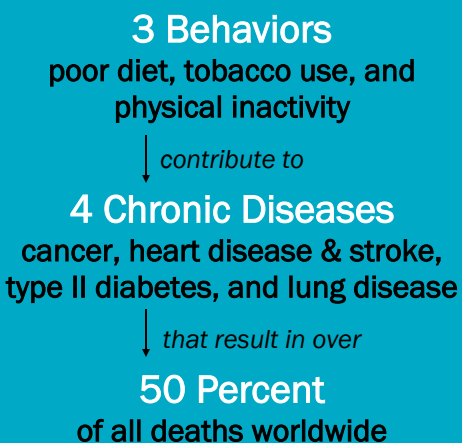 3 Behaviors
poor diet, tobacco use, and
physical inactivity
contribute to
4 Chronic Diseases
cancer, heart disease & stroke,
type II diabetes, and lung disease
that result in over
50 Percent
of all deaths worldwide